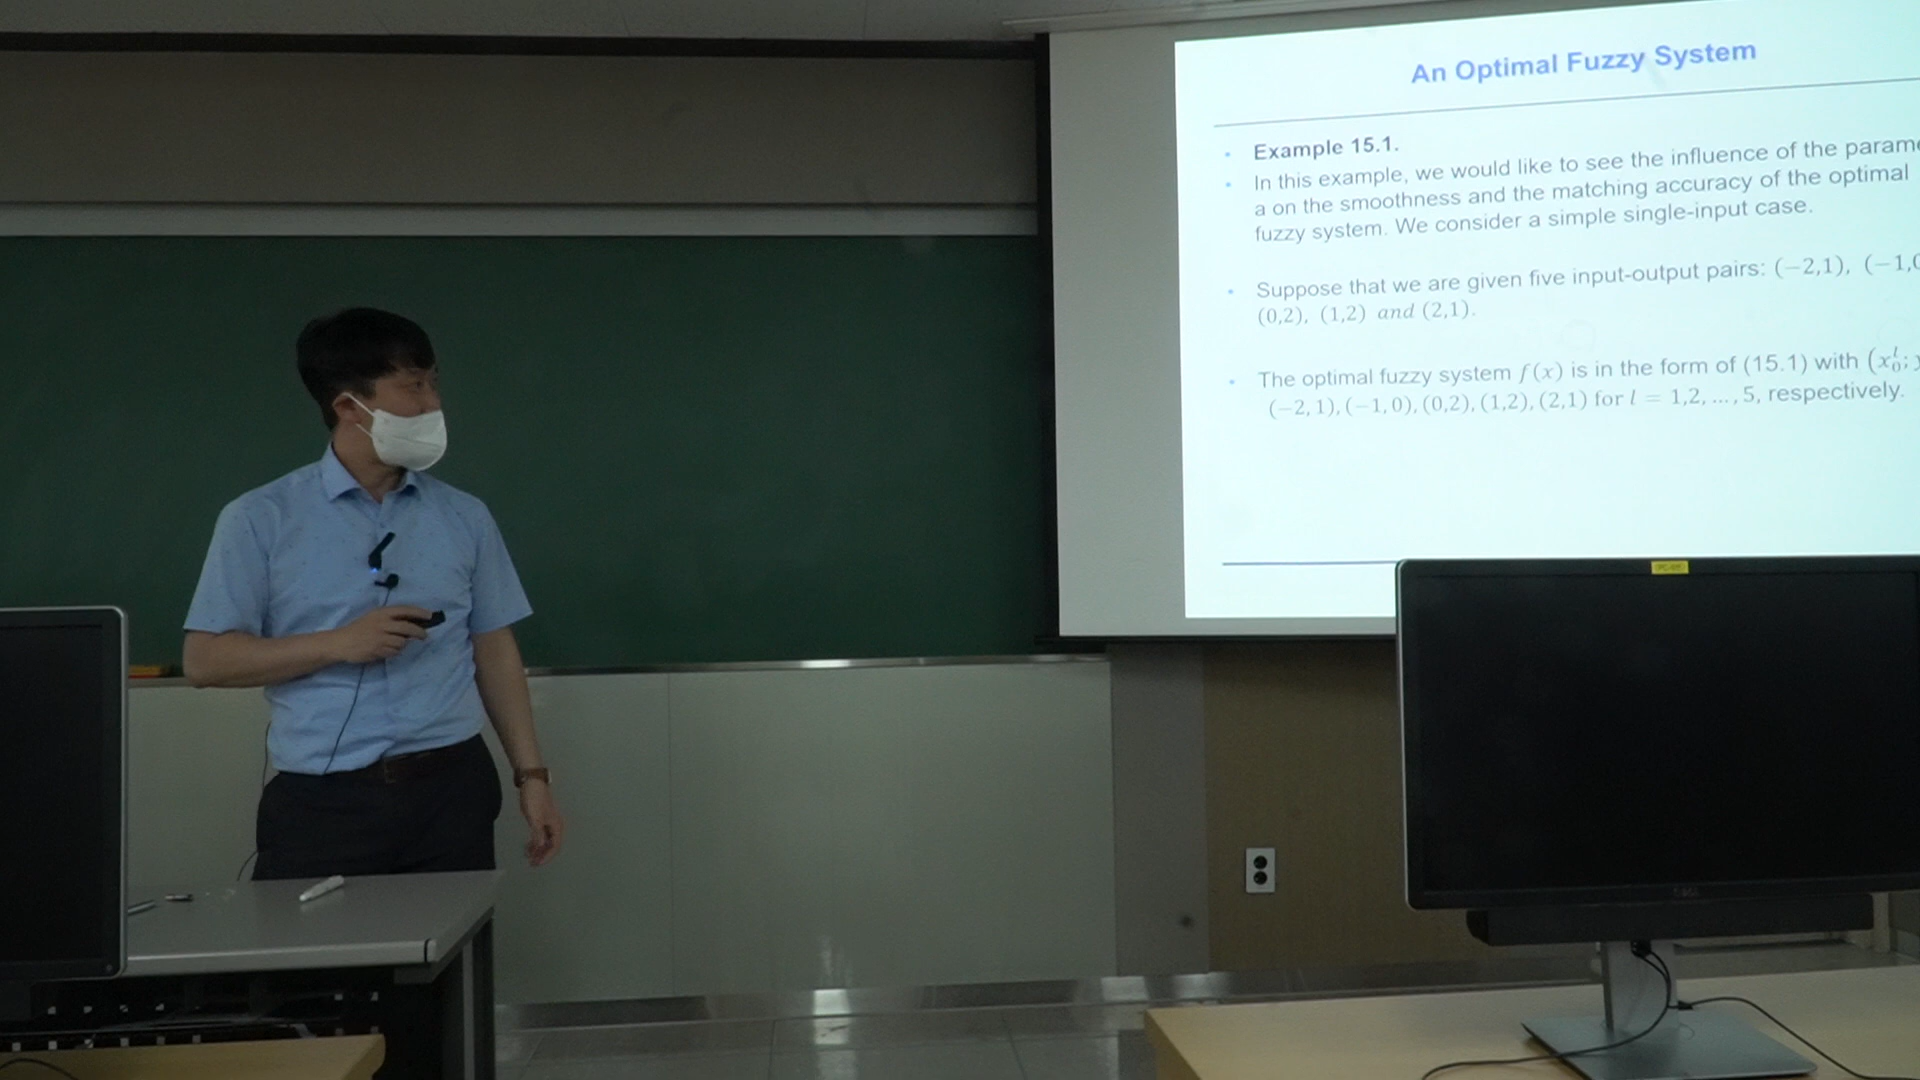 An Optimal Fuzzy System
Example 15.1.
In this example, we would like to see the influence of the param
a on the smoothness and the matching accuracy of the optimal
fuzzy system. We consider a simple single-input case.
Suppose that we are given five input-output pairs: (−2,1), (−1,0
(0,2), (1,2) and (2,1).
The optimal fuzzy system f(x) is in the form of (15.1) with (x₀ˡ;
(−2, 1), (−1, 0), (0,2), (1,2), (2,1) for l = 1,2, … , 5, respectively.
DELL